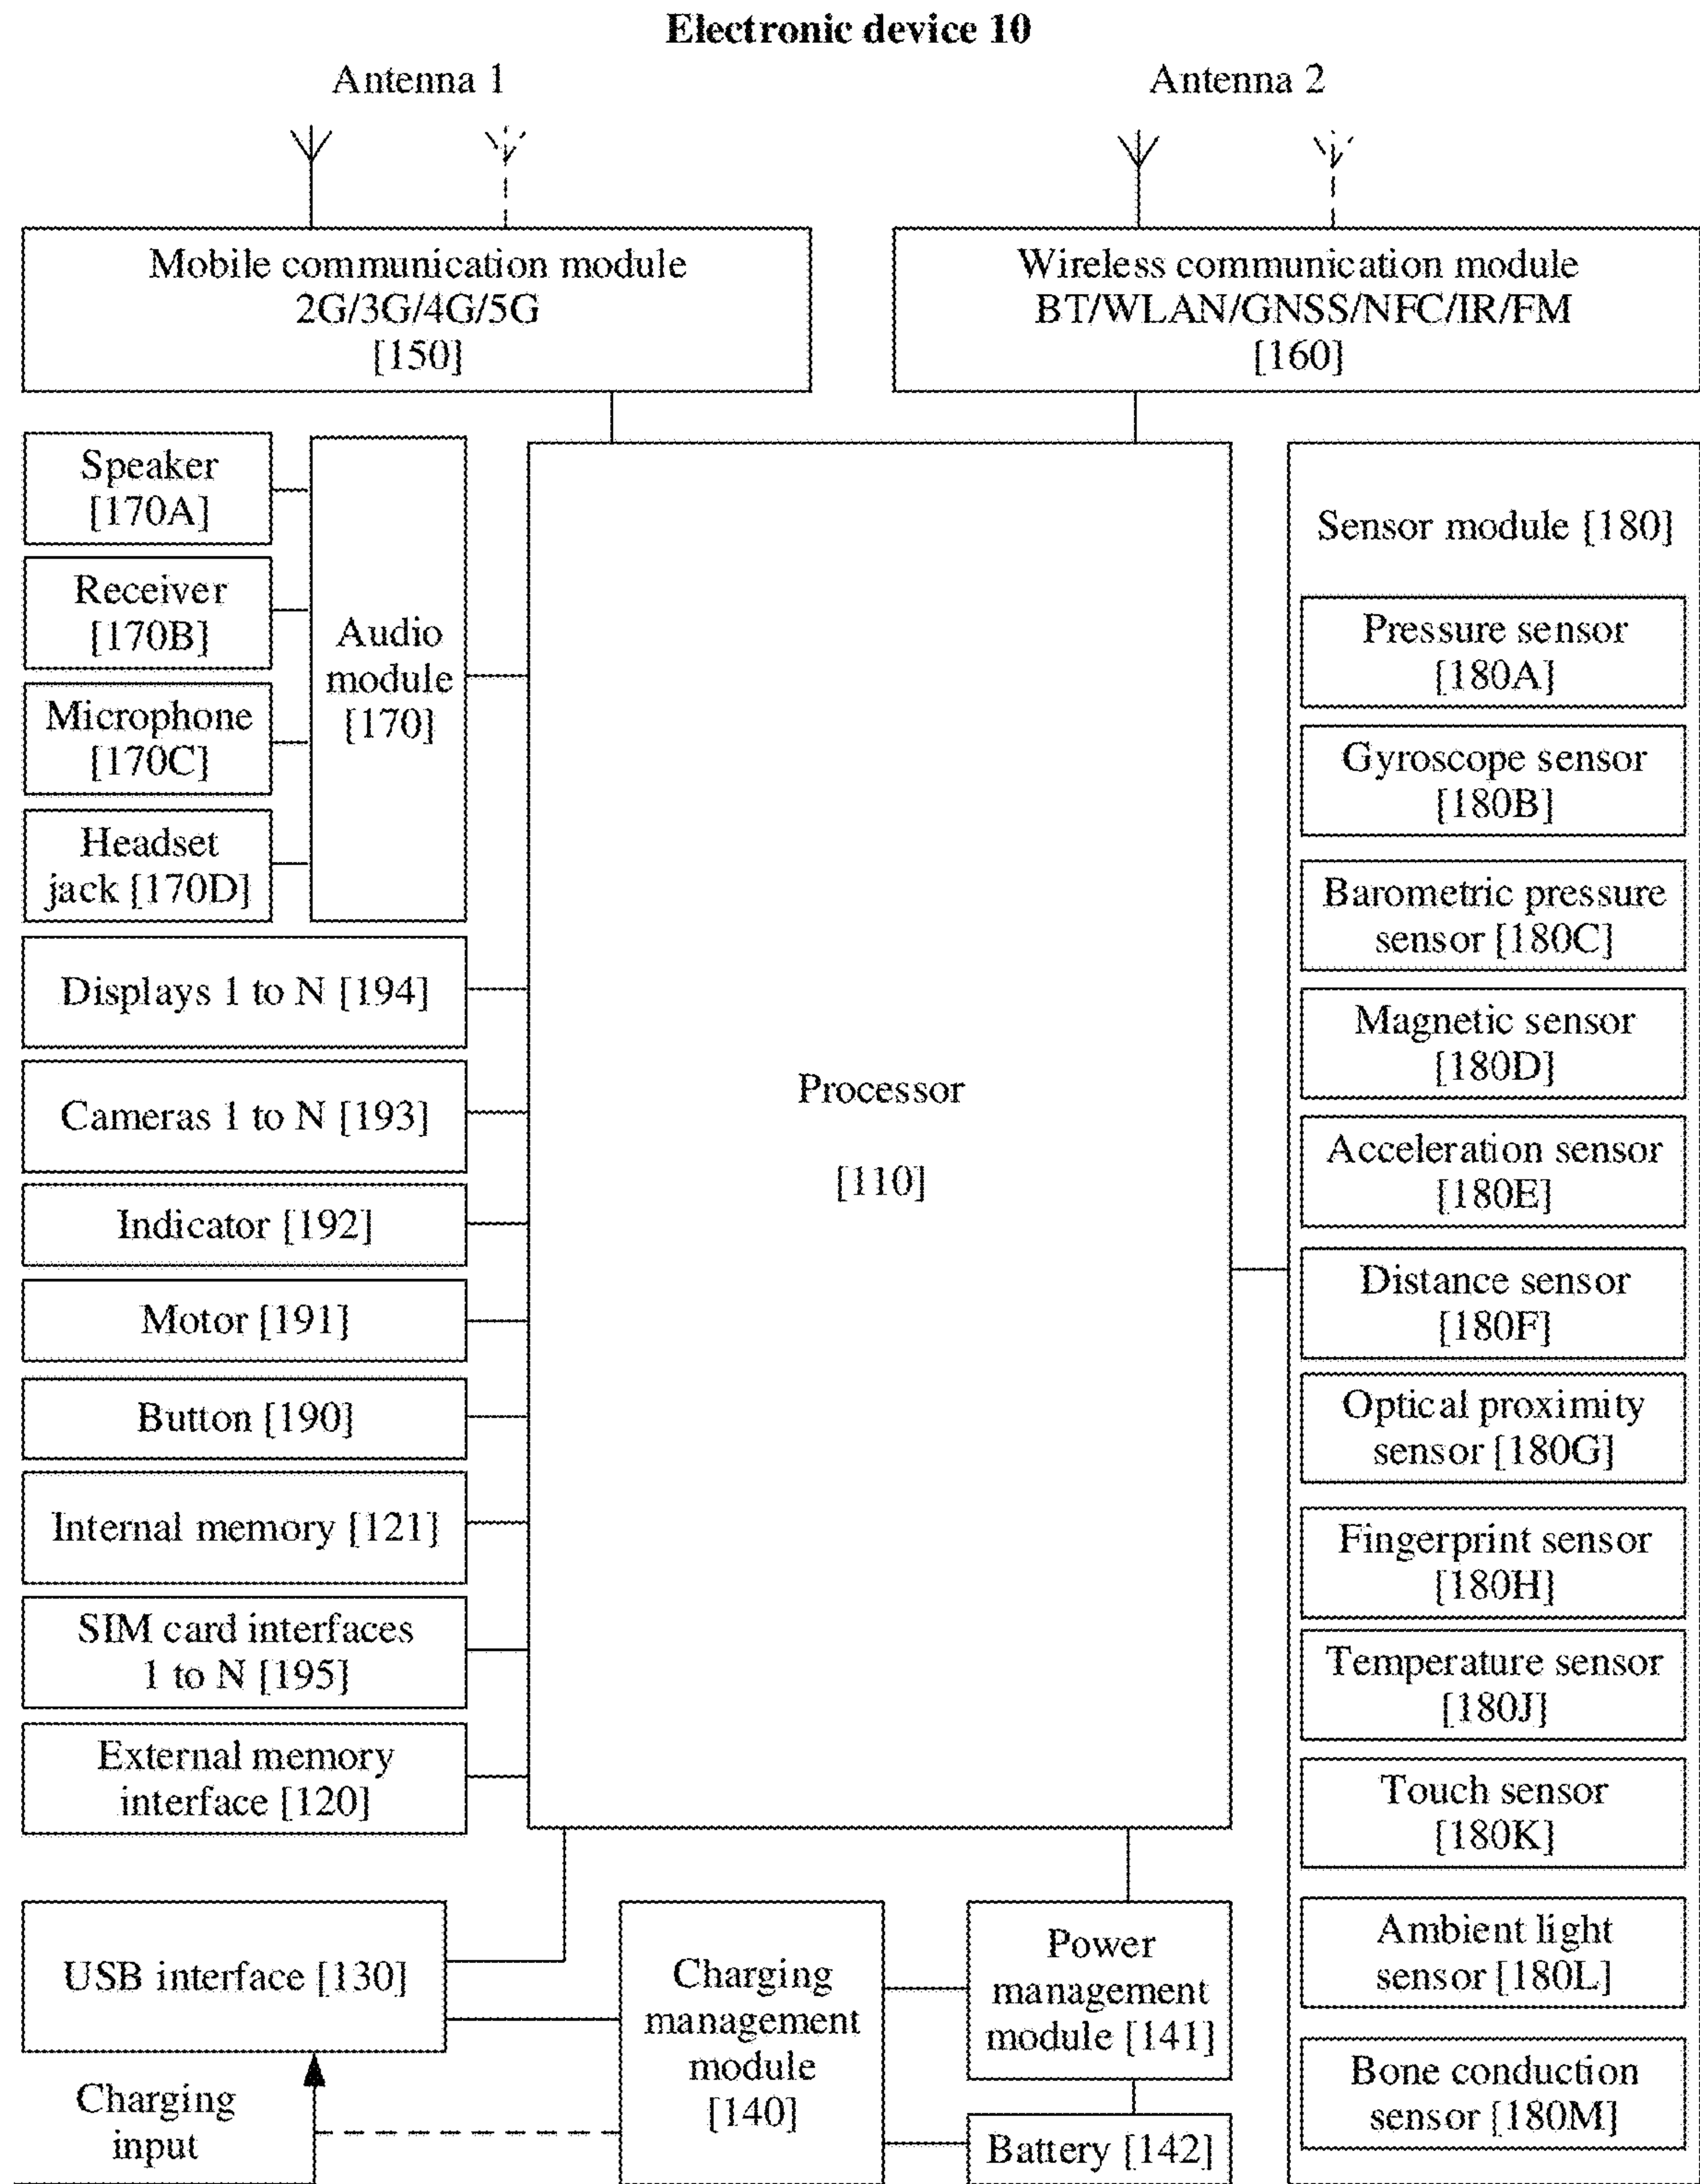 Electronic device 10
Antenna 1
Antenna 2
Mobile communication module
2G/3G/4G/5G
[150]
Wireless communication module
BT/WLAN/GNSS/NFC/IR/FM
[160]
Speaker
[170A]
Receiver
[170B]
Microphone
[170C]
Headset
jack [170D]
Audio
module
[170]
Displays 1 to N [194]
Cameras 1 to N [193]
Indicator [192]
Motor [191]
Button [190]
Internal memory [121]
SIM card interfaces
1 to N [195]
External memory
interface [120]
Processor
[110]
Sensor module [180]
Pressure sensor
[180A]
Gyroscope sensor
[180B]
Barometric pressure
sensor [180C]
Magnetic sensor
[180D]
Acceleration sensor
[180E]
Distance sensor
[180F]
Optical proximity
sensor [180G]
Fingerprint sensor
[180H]
Temperature sensor
[180J]
Touch sensor
[180K]
Ambient light
sensor [180L]
Bone conduction
sensor [180M]
USB interface [130]
Charging
input
Charging
management
module
[140]
Power
management
module [141]
Battery [142]